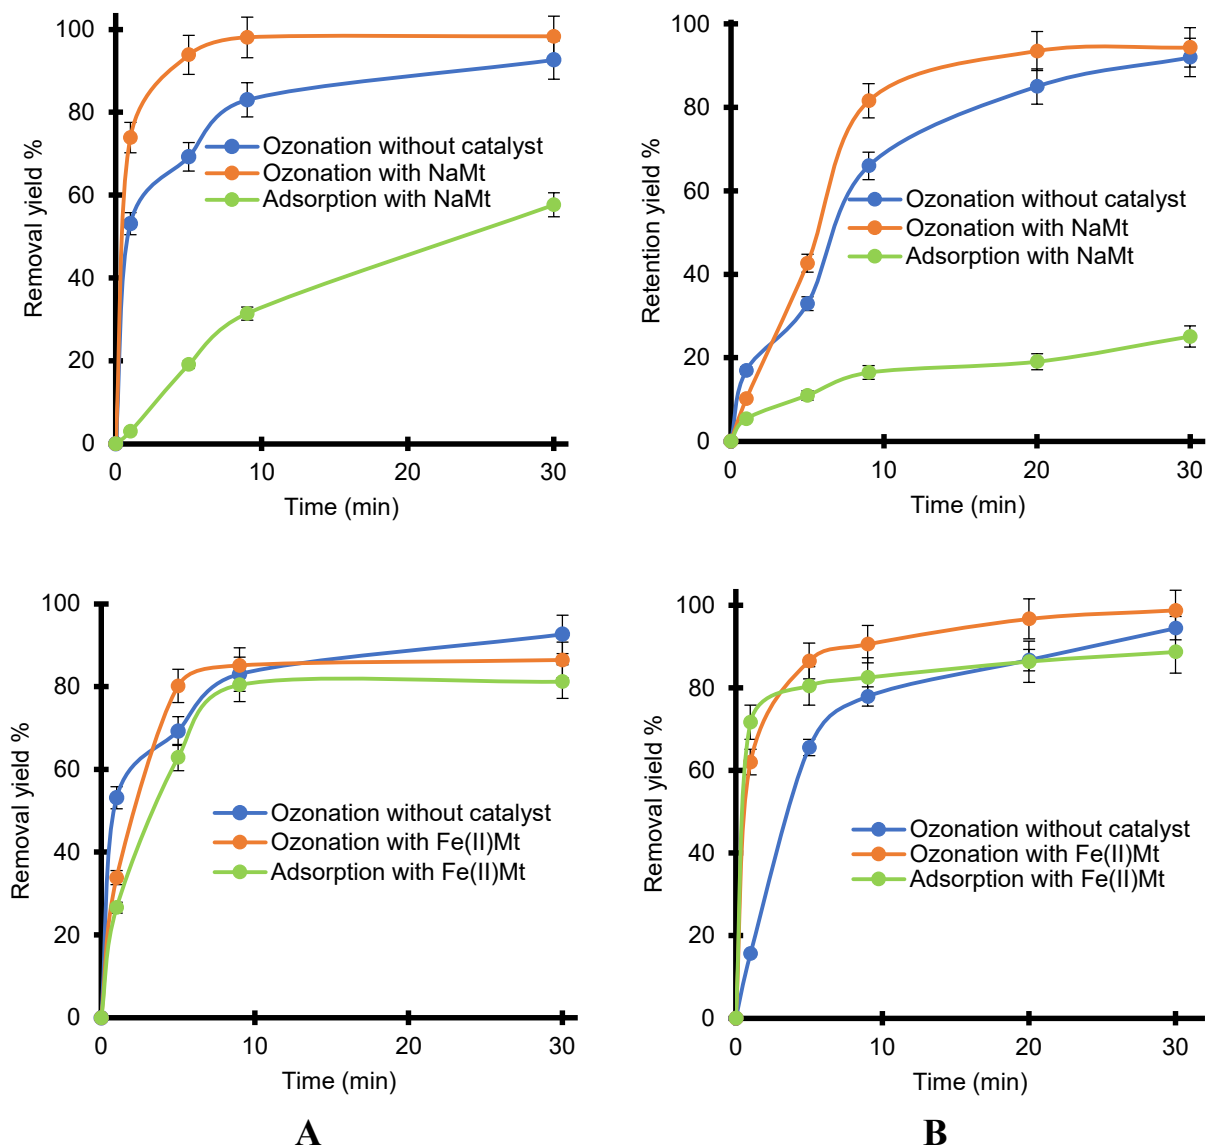 Removal yield %
100
80
60
40
20
0
Ozonation without catalyst
Ozonation with NaMt
Adsorption with NaMt
0 10 20 30
Time (min)
Retention yield %
100
80
60
40
20
0
Ozonation without catalyst
Ozonation with NaMt
Adsorption with NaMt
0 10 20 30
Time (min)
Removal yield %
100
80
60
40
20
0
Ozonation without catalyst
Ozonation with Fe(II)Mt
Adsorption with Fe(II)Mt
0 10 20 30
Time (min)
A
Removal yield %
100
80
60
40
20
0
Ozonation without catalyst
Ozonation with Fe(II)Mt
Adsorption with Fe(II)Mt
0 10 20 30
Time (min)
B